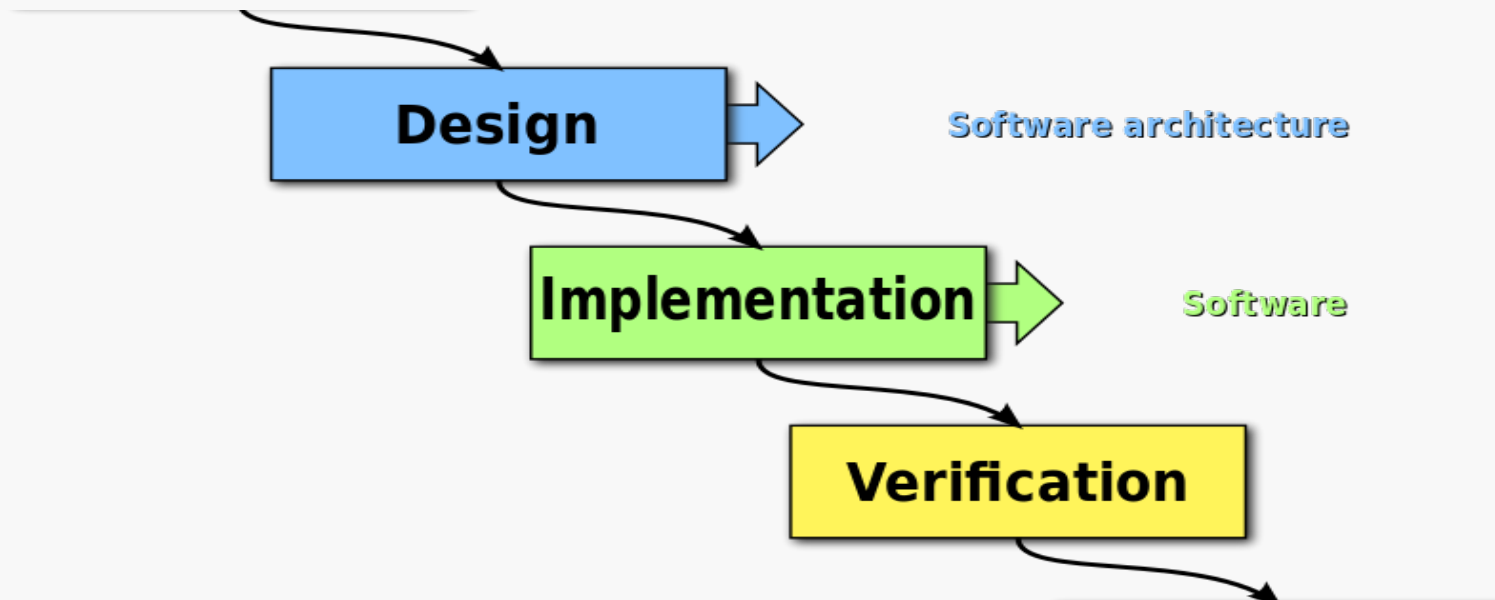 Design
Software architecture
Implementation
Software
Verification